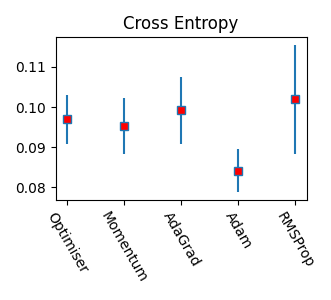 Cross Entropy
0.11
0.10
0.09
0.08
Optimiser
Momentum
AdaGrad
Adam
RMSProp